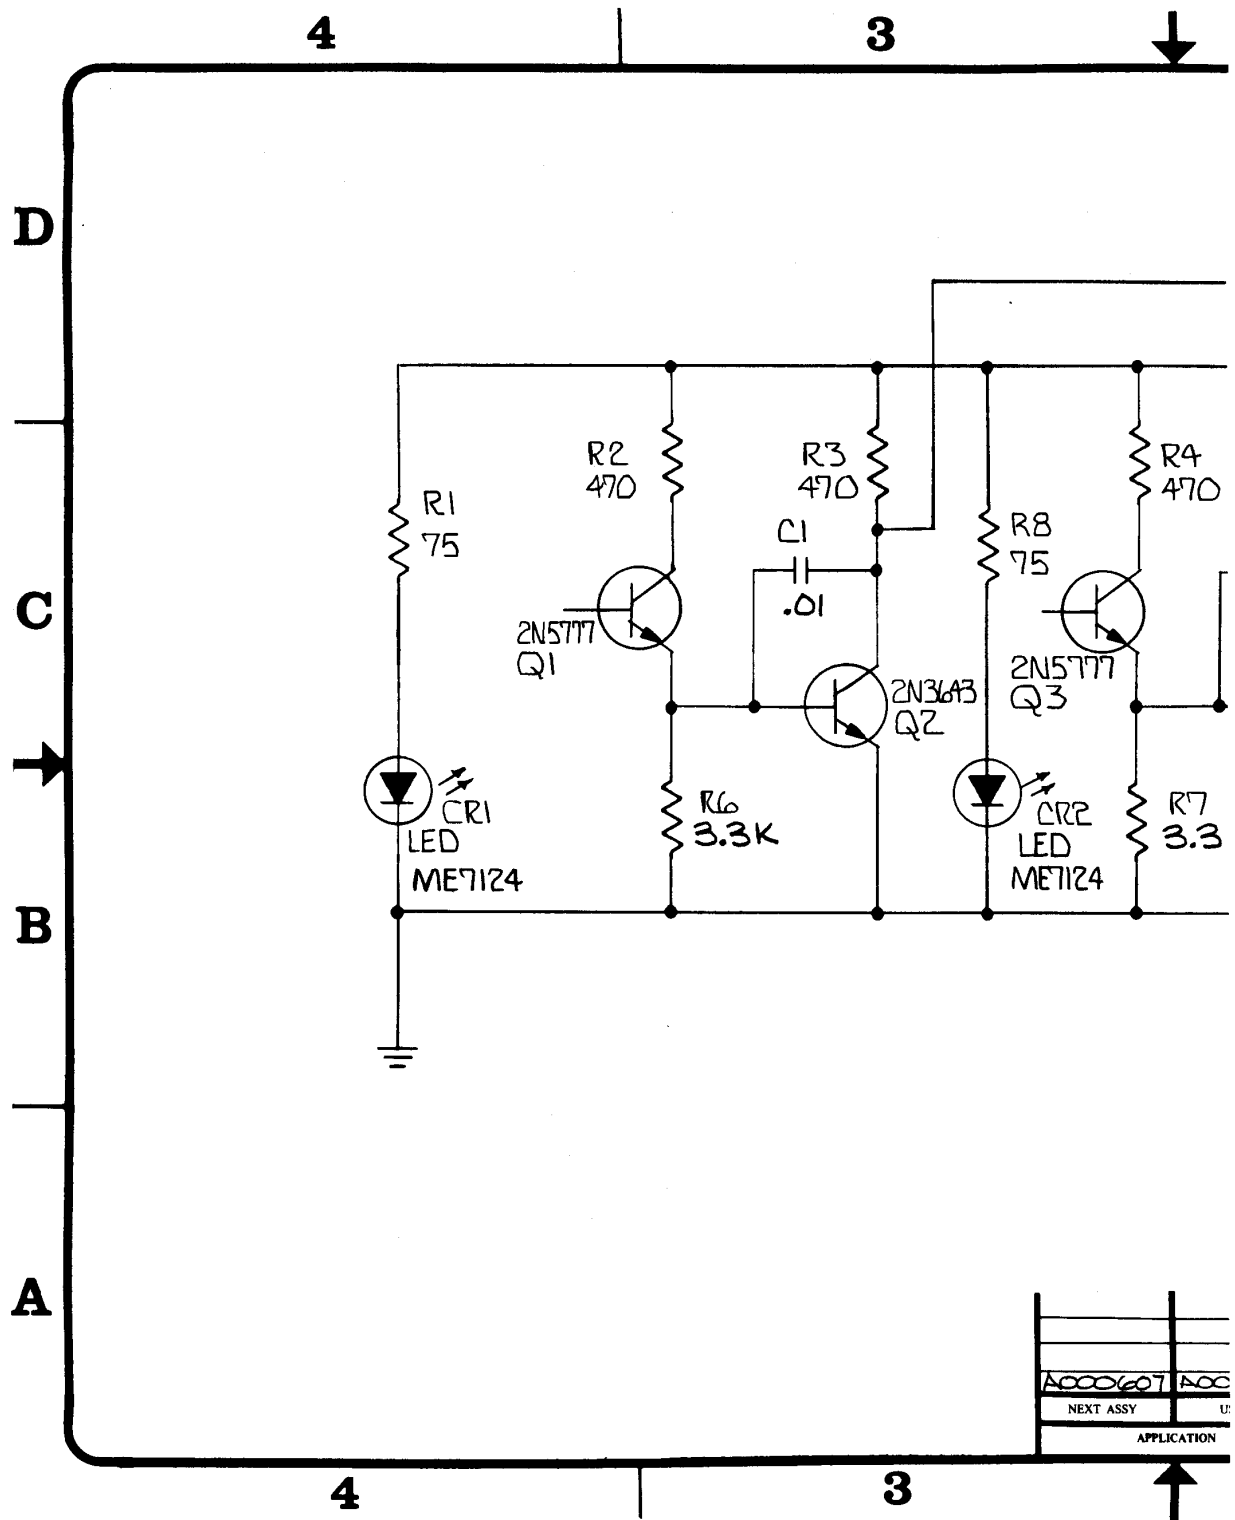 4 3
D
R2
470
R3
470
R4
470
R1
75
C1
.01
R8
75
C
2N5777
Q1
2N3643
Q2
2N5777
Q3
CR1
LED
ME7124
R6
3.3K
CR2
LED
ME7124
R7
3.3
B
A
A000607 A00
NEXT ASSY U
APPLICATION
4 3